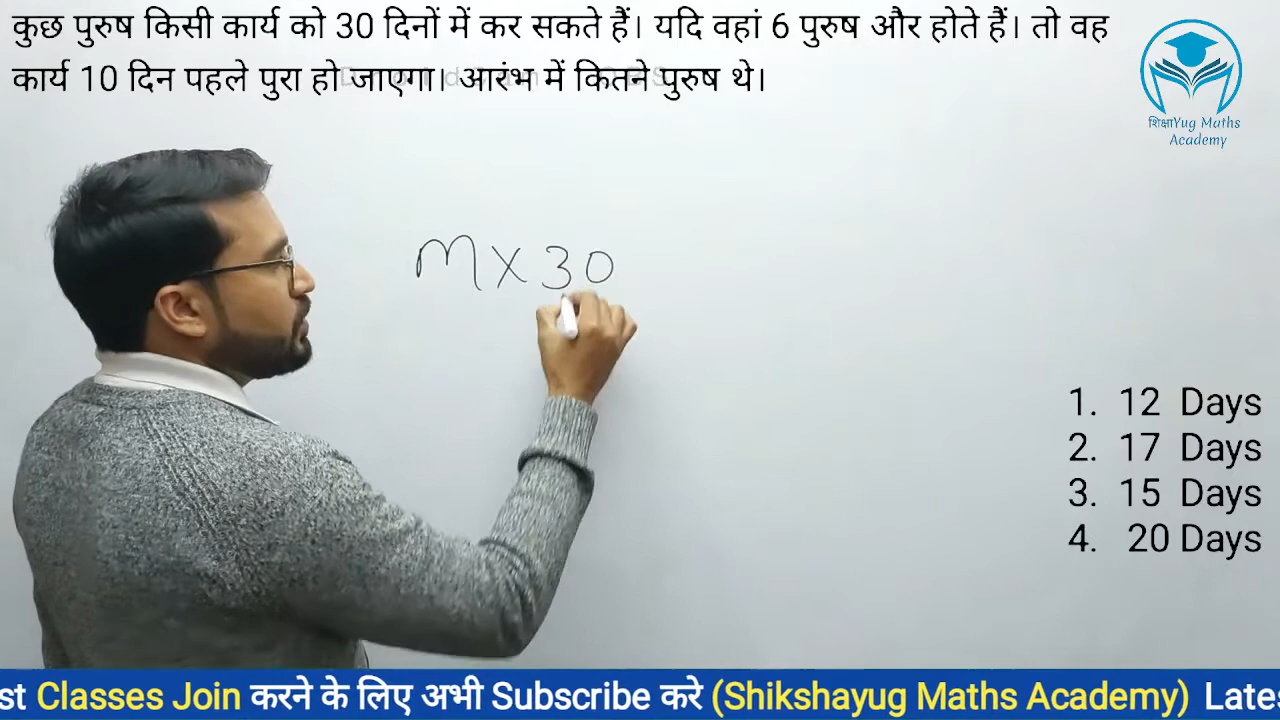 कुछ पुरुष किसी कार्य को 30 दिनों में कर सकते हैं। यदि वहां 6 पुरुष और होते हैं। तो वह
कार्य 10 दिन पहले पुरा हो जाएगा। आरंभ में कितने पुरुष थे।
शिक्षाYug Maths
Academy
M X 30
1. 12 Days
2. 17 Days
3. 15 Days
4. 20 Days
st Classes Join करने के लिए अभी Subscribe करे (Shikshayug Maths Academy) Late